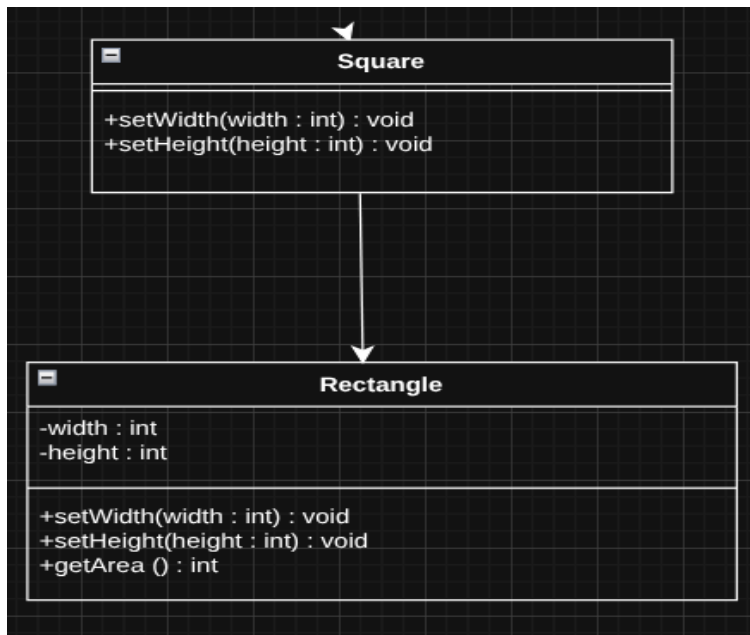 Square
+setWidth(width : int) : void
+setHeight(height : int) : void
Rectangle
-width : int
-height : int
+setWidth(width : int) : void
+setHeight(height : int) : void
+getArea () : int